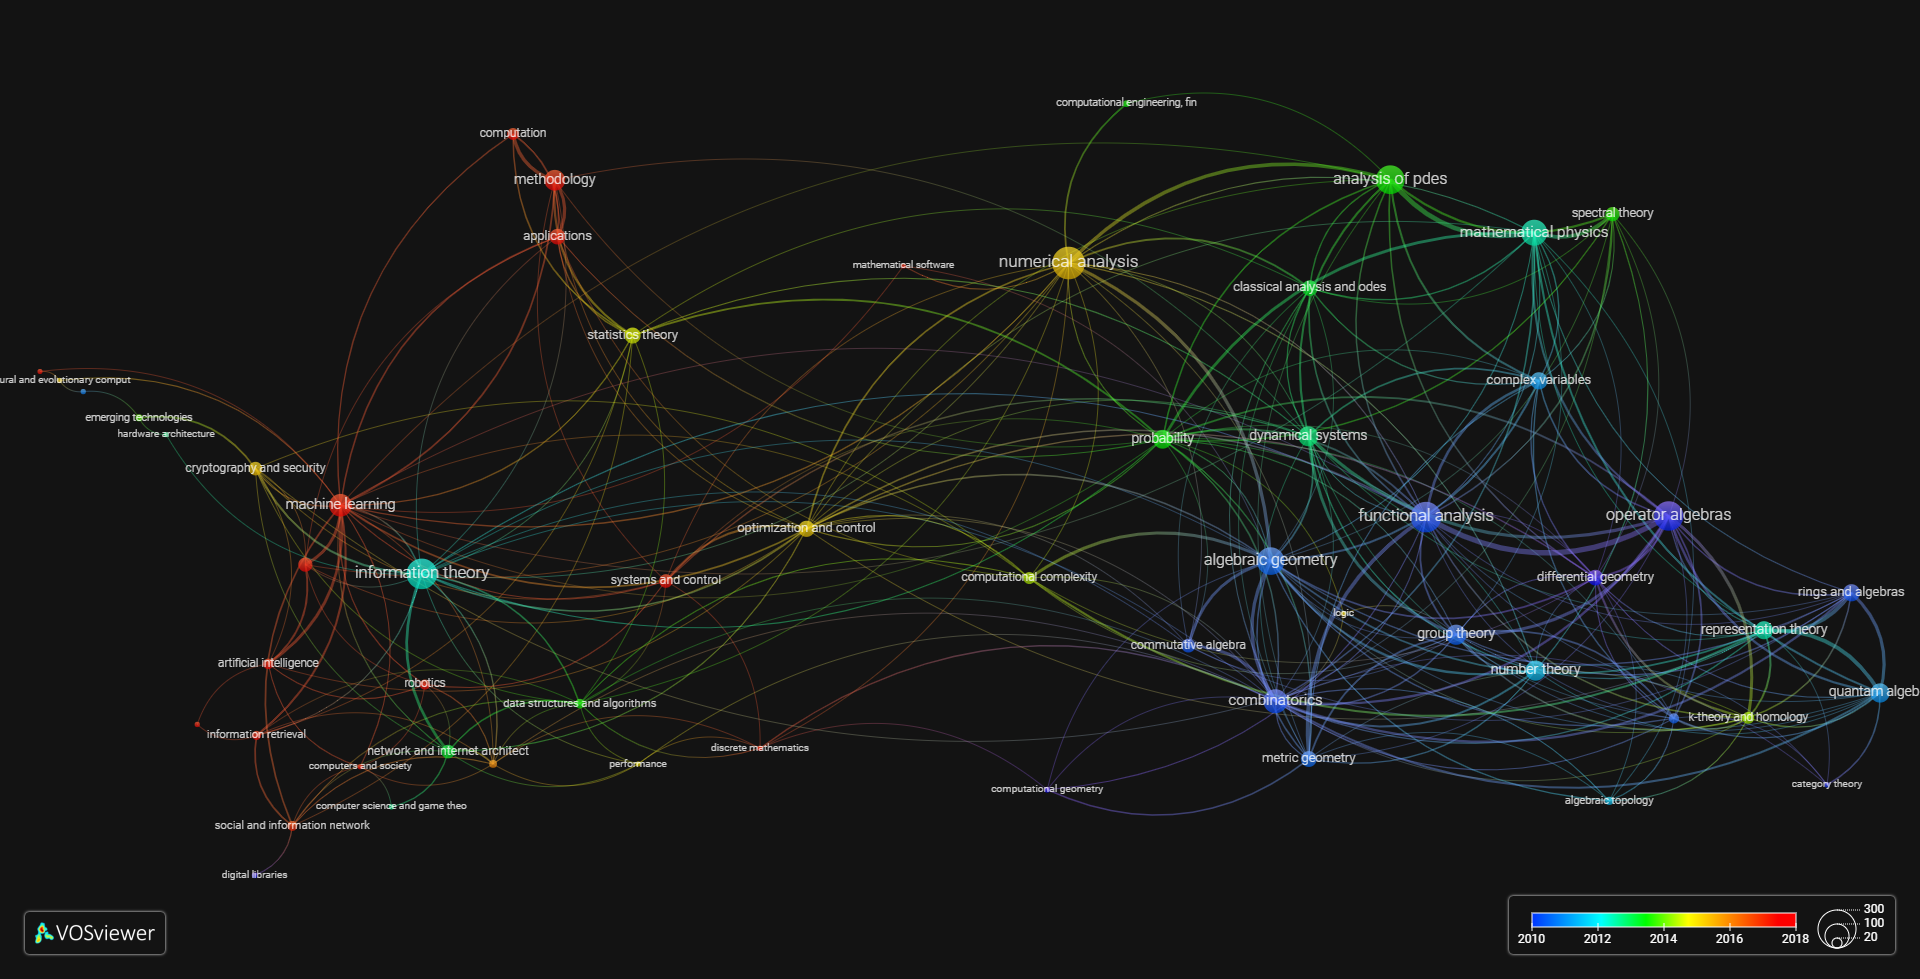 computational engineering, fin
computation
methodology
analysis of pdes
spectral theory
applications
mathematical physics
numerical analysis
mathematical software
classical analysis and odes
statistics theory
ural and evolutionary comput
complex variables
emerging technologies
hardware architecture
probability
dynamical systems
cryptography and security
machine learning
functional analysis
operator algebras
optimization and control
algebraic geometry
information theory
systems and control
computational complexity
differential geometry
rings and algebras
logic
representation theory
group theory
commutative algebra
artificial intelligence
number theory
robotics
quantam algeb
combinatorics
data structures and algorithms
k-theory and homology
information retrieval
network and internet architect
discrete mathematics
metric geometry
computers and society
performance
category theory
computational geometry
algebraic topology
computer science and game theo
social and information network
digital libraries
VOSviewer
300
100
20
2010 2012 2014 2016 2018